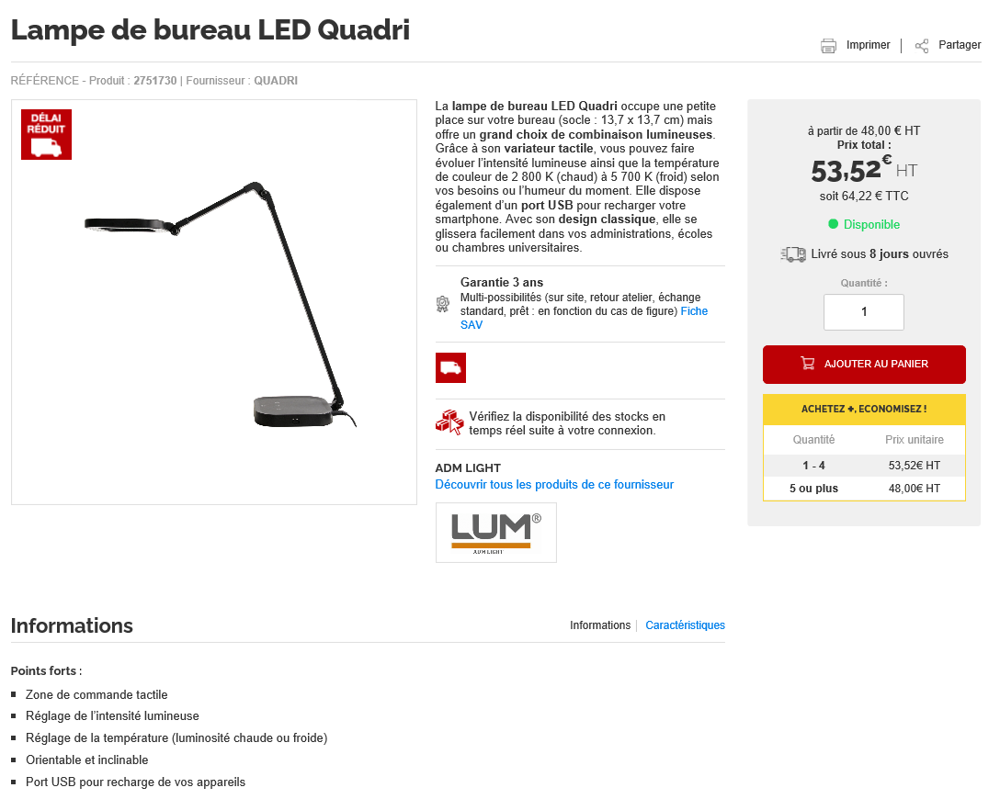 Lampe de bureau LED Quadri
Imprimer | Partager
RÉFÉRENCE - Produit : 2751730 | Fournisseur : QUADRI
DÉLAI
RÉDUIT
La lampe de bureau LED Quadri occupe une petite
place sur votre bureau (socle : 13,7 x 13,7 cm) mais
offre un grand choix de combinaison lumineuses.
Grâce à son variateur tactile, vous pouvez faire
évoluer l'intensité lumineuse ainsi que la température
de couleur de 2 800 K (chaud) à 5 700 K (froid) selon
vos besoins ou l'humeur du moment. Elle dispose
également d'un port USB pour recharger votre
smartphone. Avec son design classique, elle se
glissera facilement dans vos administrations, écoles
ou chambres universitaires.
Garantie 3 ans
Multi-possibilités (sur site, retour atelier, échange
standard, prêt : en fonction du cas de figure) Fiche
SAV
Vérifiez la disponibilité des stocks en
temps réel suite à votre connexion.
ADM LIGHT
Découvrir tous les produits de ce fournisseur
LUM®
ADM LIGHT
à partir de 48,00 € HT
Prix total :
53,52€ HT
soit 64,22 € TTC
Disponible
Livré sous 8 jours ouvrés
Quantité :
1
AJOUTER AU PANIER
ACHETEZ +, ECONOMISEZ !
Quantité Prix unitaire
1 - 4 53,52€ HT
5 ou plus 48,00€ HT
Informations
Informations | Caractéristiques
Points forts :
Zone de commande tactile
Réglage de l'intensité lumineuse
Réglage de la température (luminosité chaude ou froide)
Orientable et inclinable
Port USB pour recharge de vos appareils